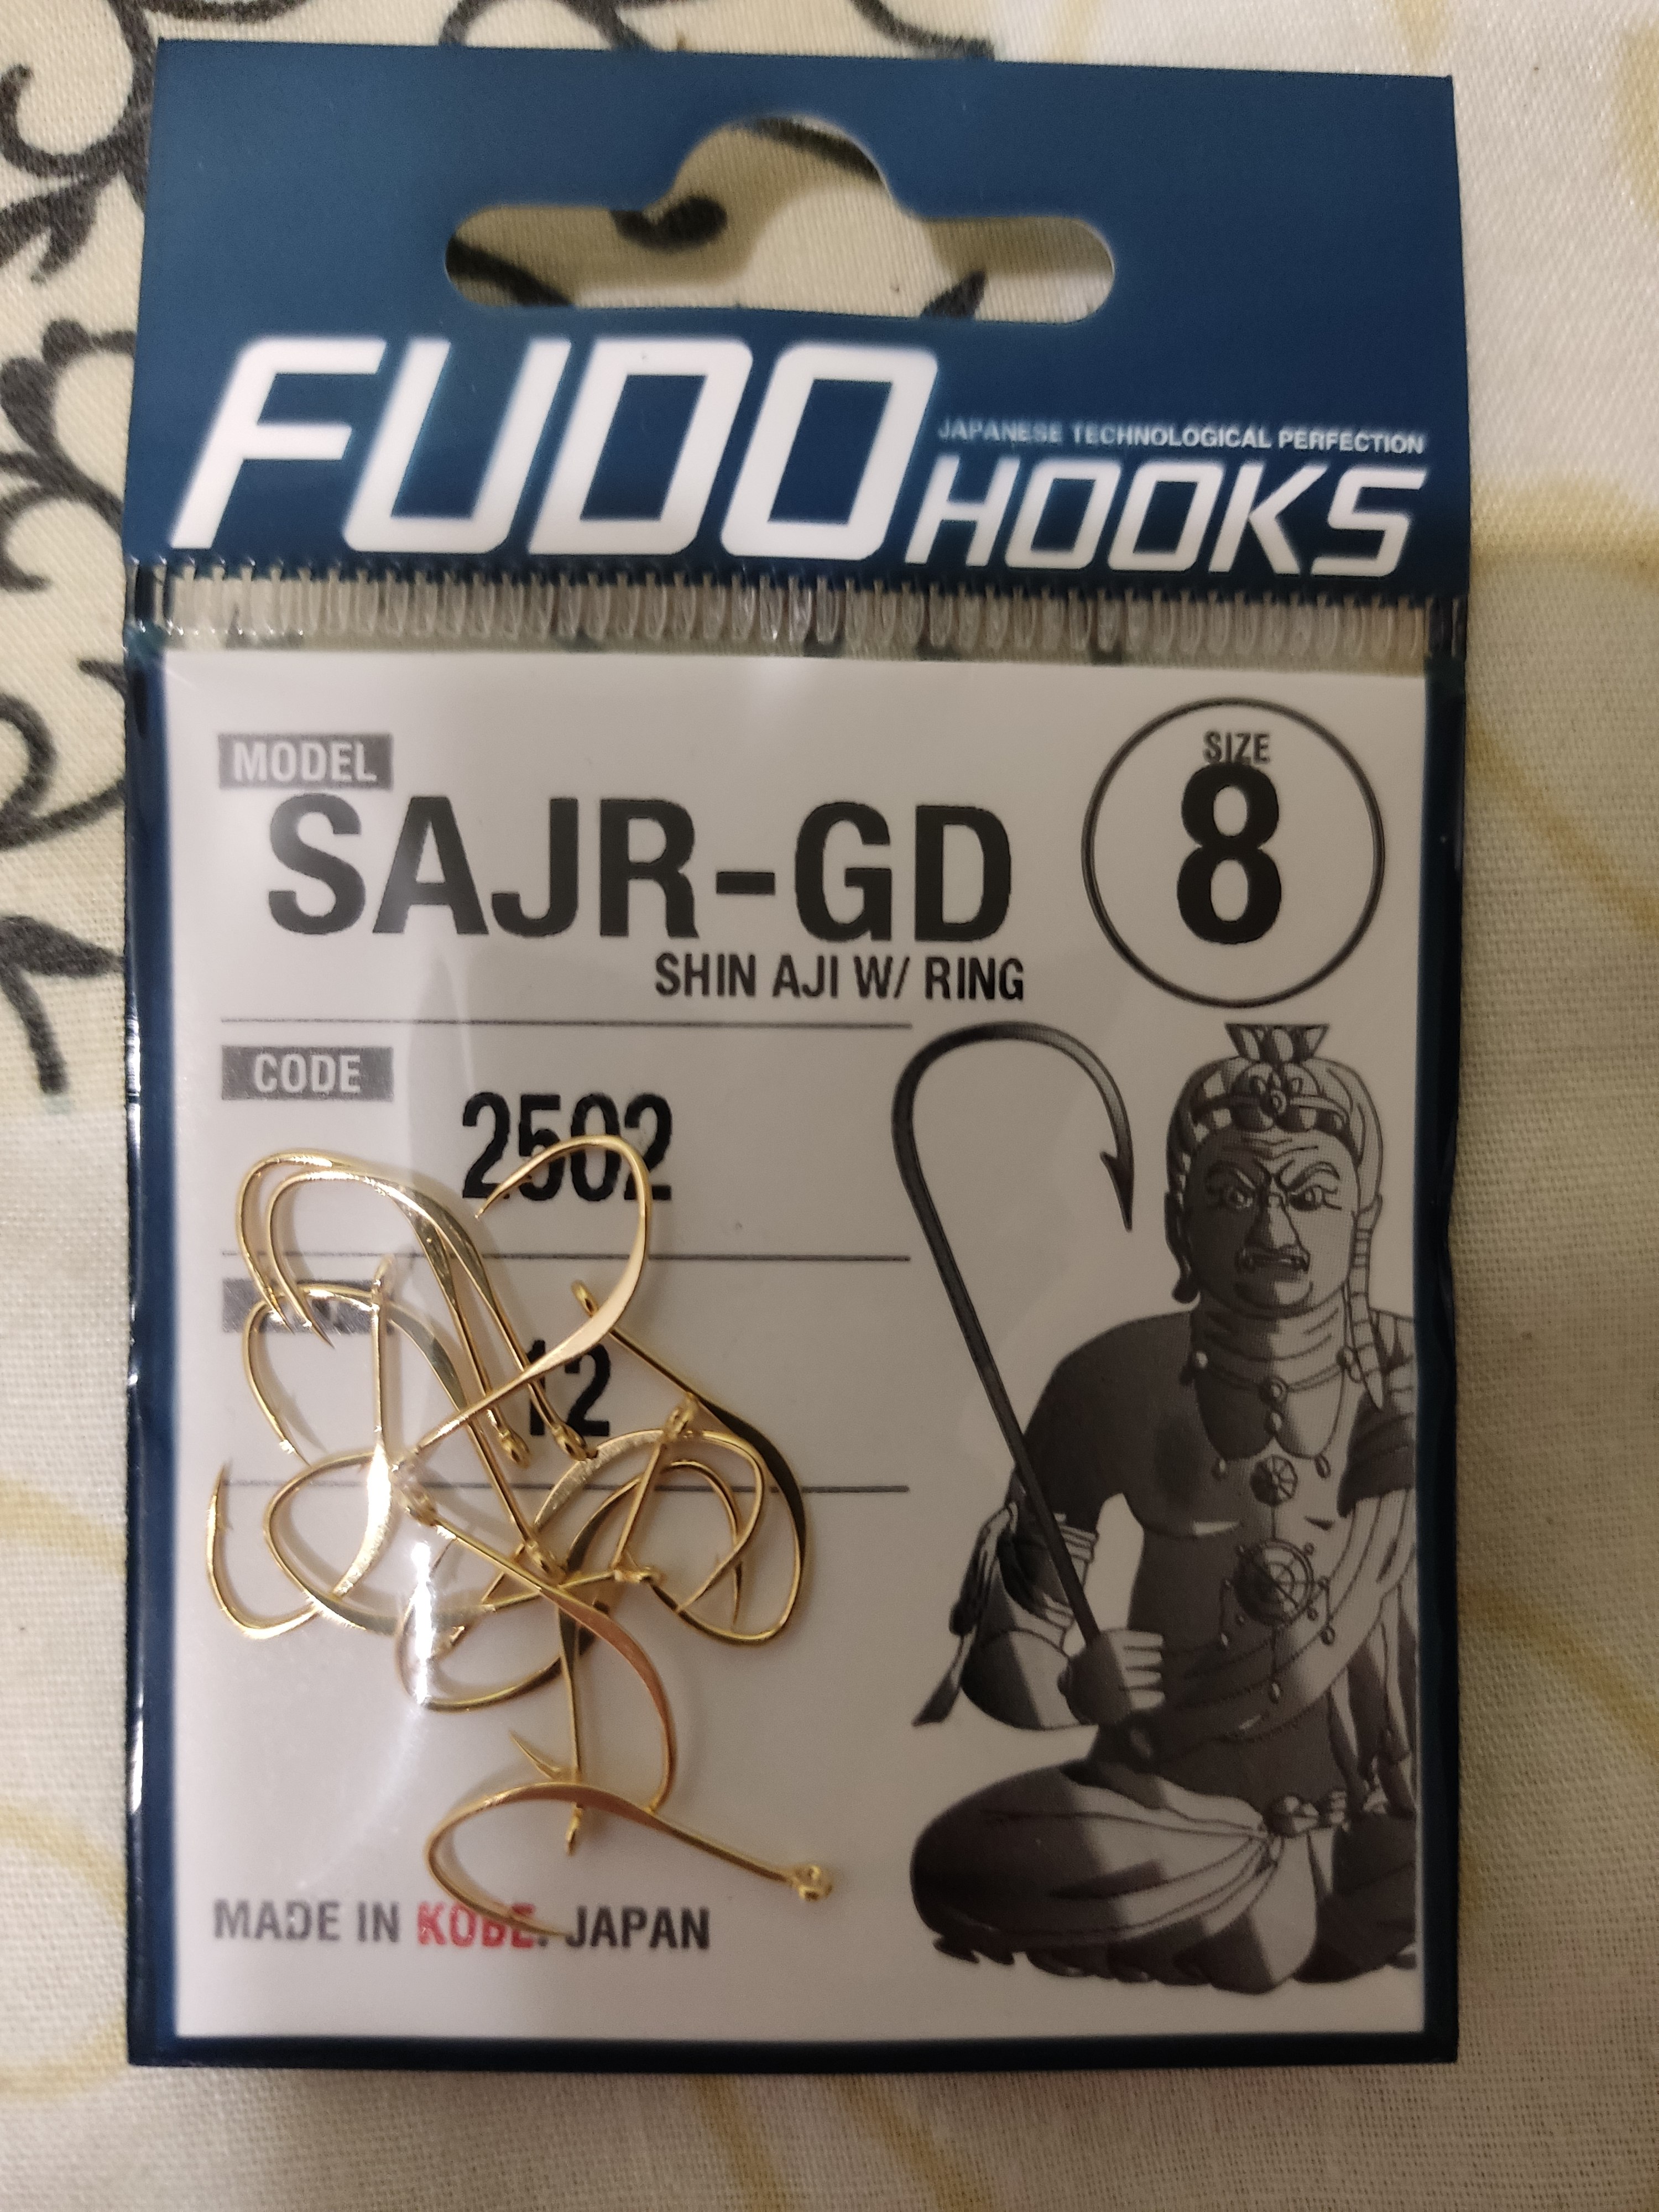 FUDO
JAPANESE TECHNOLOGICAL PERFECTION
HOOKS
MODEL
SAJR-GD
SHIN AJI W/ RING
SIZE
8
CODE
2502
12
MADE IN KOBE. JAPAN